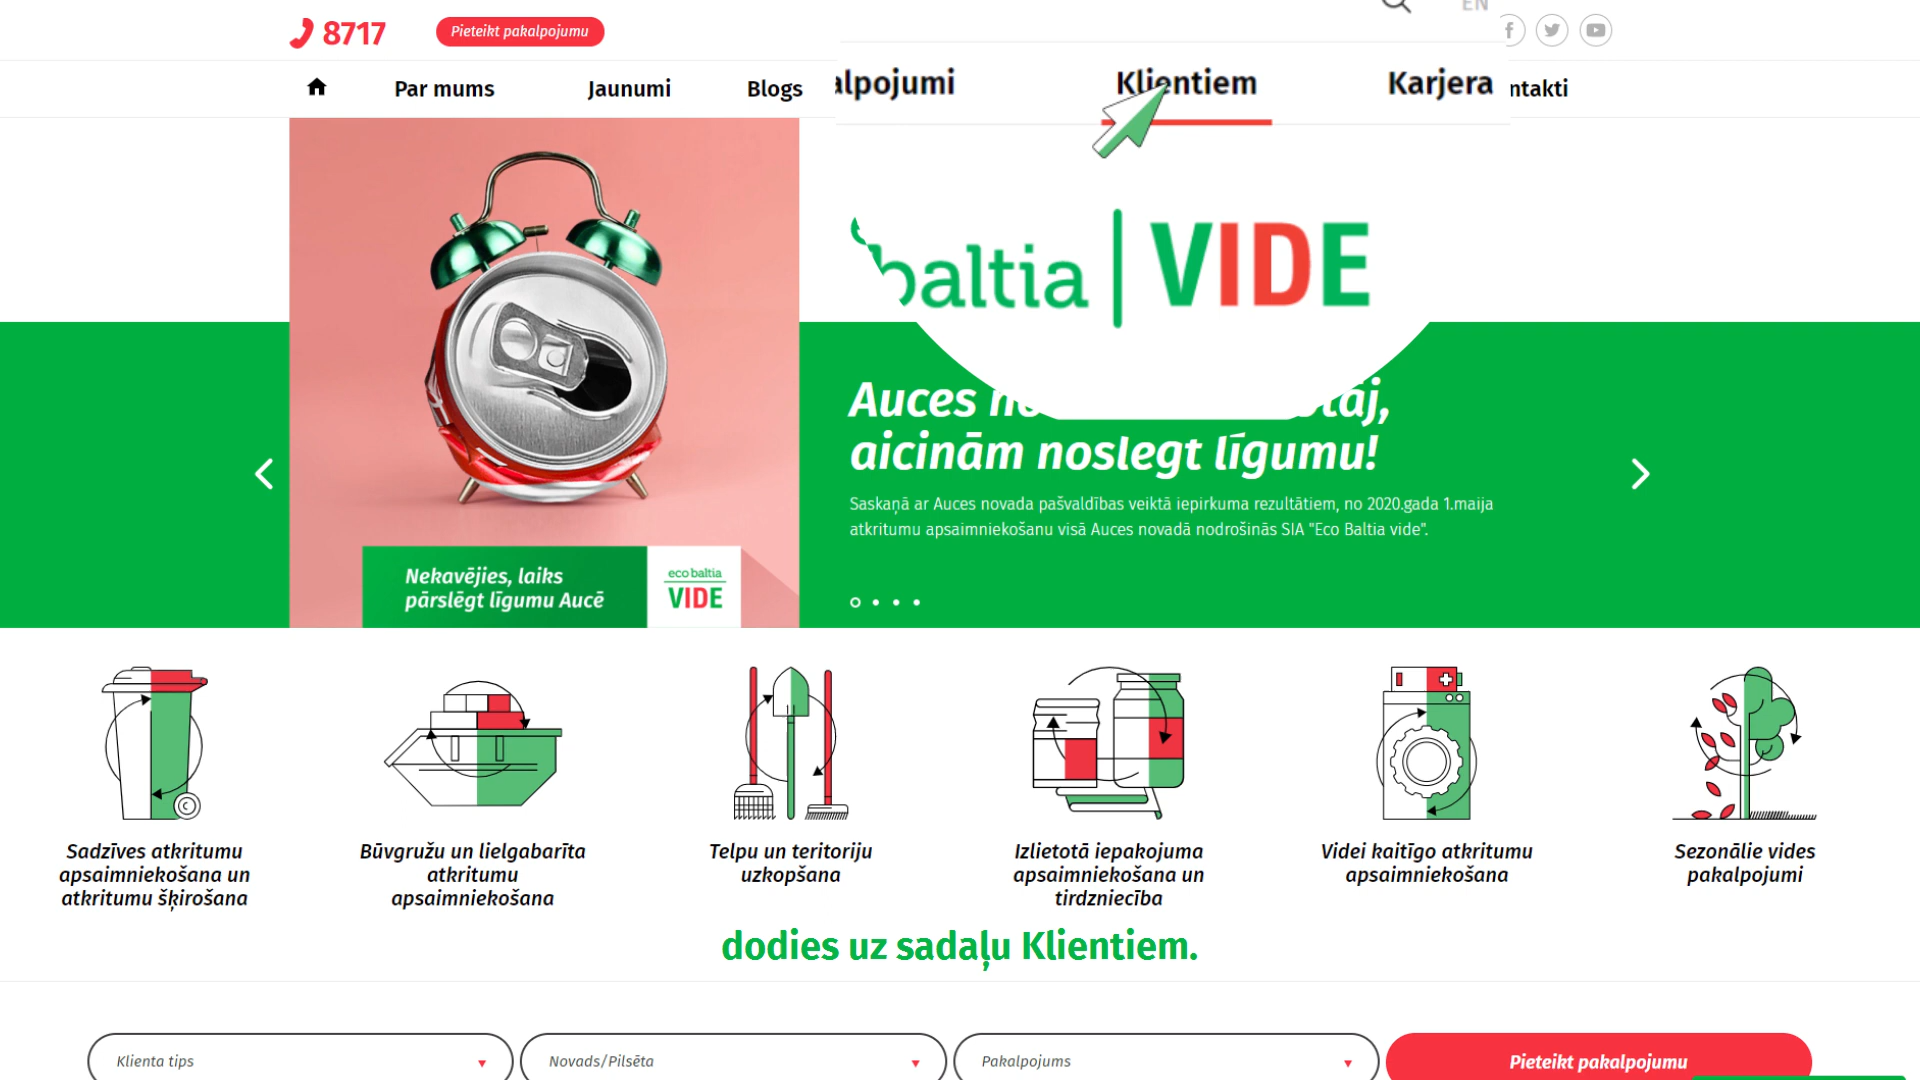 8717
Pieteikt pakalpojumu
EN
Par mums
Jaunumi
Blogs
alpojumi
Klientiem
Karjera
ntakti
baltia | VIDE
Auces
aicinām noslēgt līgumu!
Saskaņā ar Auces novada pašvaldības veiktā iepirkuma rezultātiem, no 2020.gada 1.maija
atkritumu apsaimniekošanu visā Auces novadā nodrošinās SIA "Eco Baltia vide".
Nekavējies, laiks
pārslēgt līgumu Aucē
eco baltia
VIDE
Sadzīves atkritumu
apsaimniekošana un
atkritumu šķirošana
Būvgružu un lielgabarīta
atkritumu
apsaimniekošana
Telpu un teritoriju
uzkopšana
Izlietotā iepakojuma
apsaimniekošana un
tirdzniecība
Videi kaitīgo atkritumu
apsaimniekošana
Sezonālie vides
pakalpojumi
dodies uz sadaļu Klientiem.
Klienta tips
Novads/Pilsēta
Pakalpojums
Pieteikt pakalpojumu